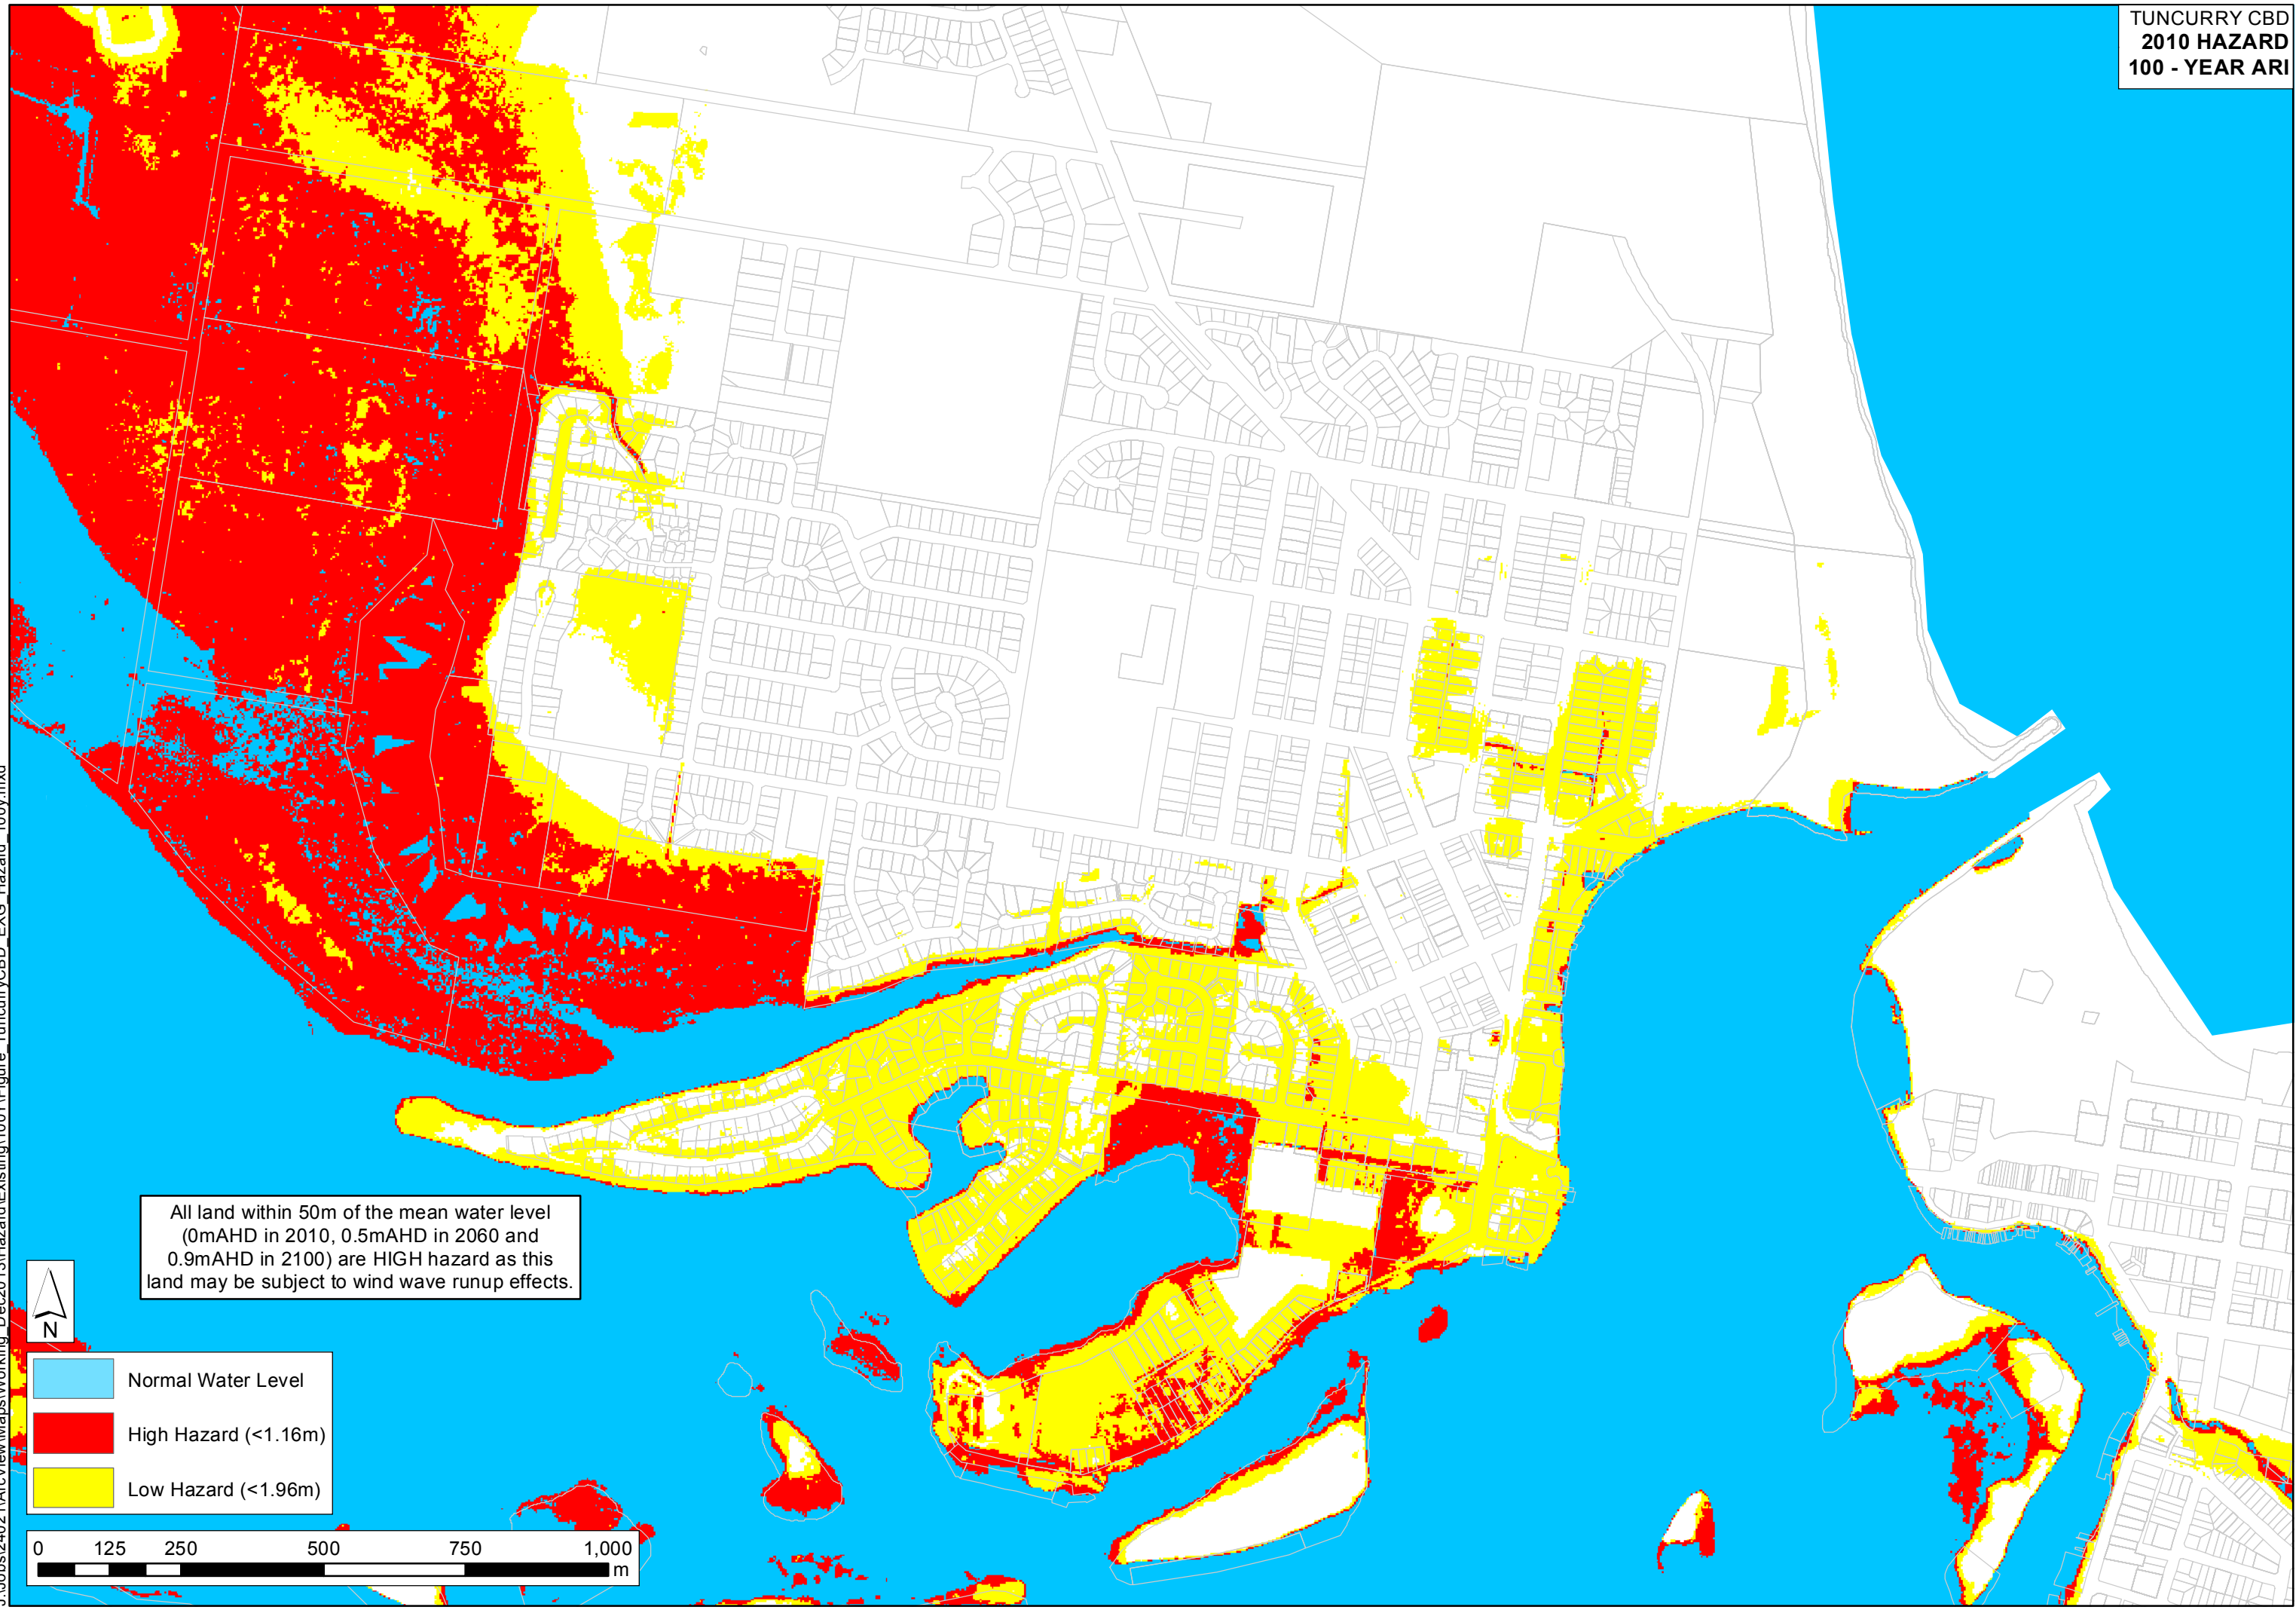 TUNCURRY CBD
2010 HAZARD
100 - YEAR ARI
All land within 50m of the mean water level
(0mAHD in 2010, 0.5mAHD in 2060 and
0.9mAHD in 2100) are HIGH hazard as this
land may be subject to wind wave runup effects.
N
Normal Water Level
High Hazard (<1.16m)
Low Hazard (<1.96m)
0 125 250 500 750 1,000
m